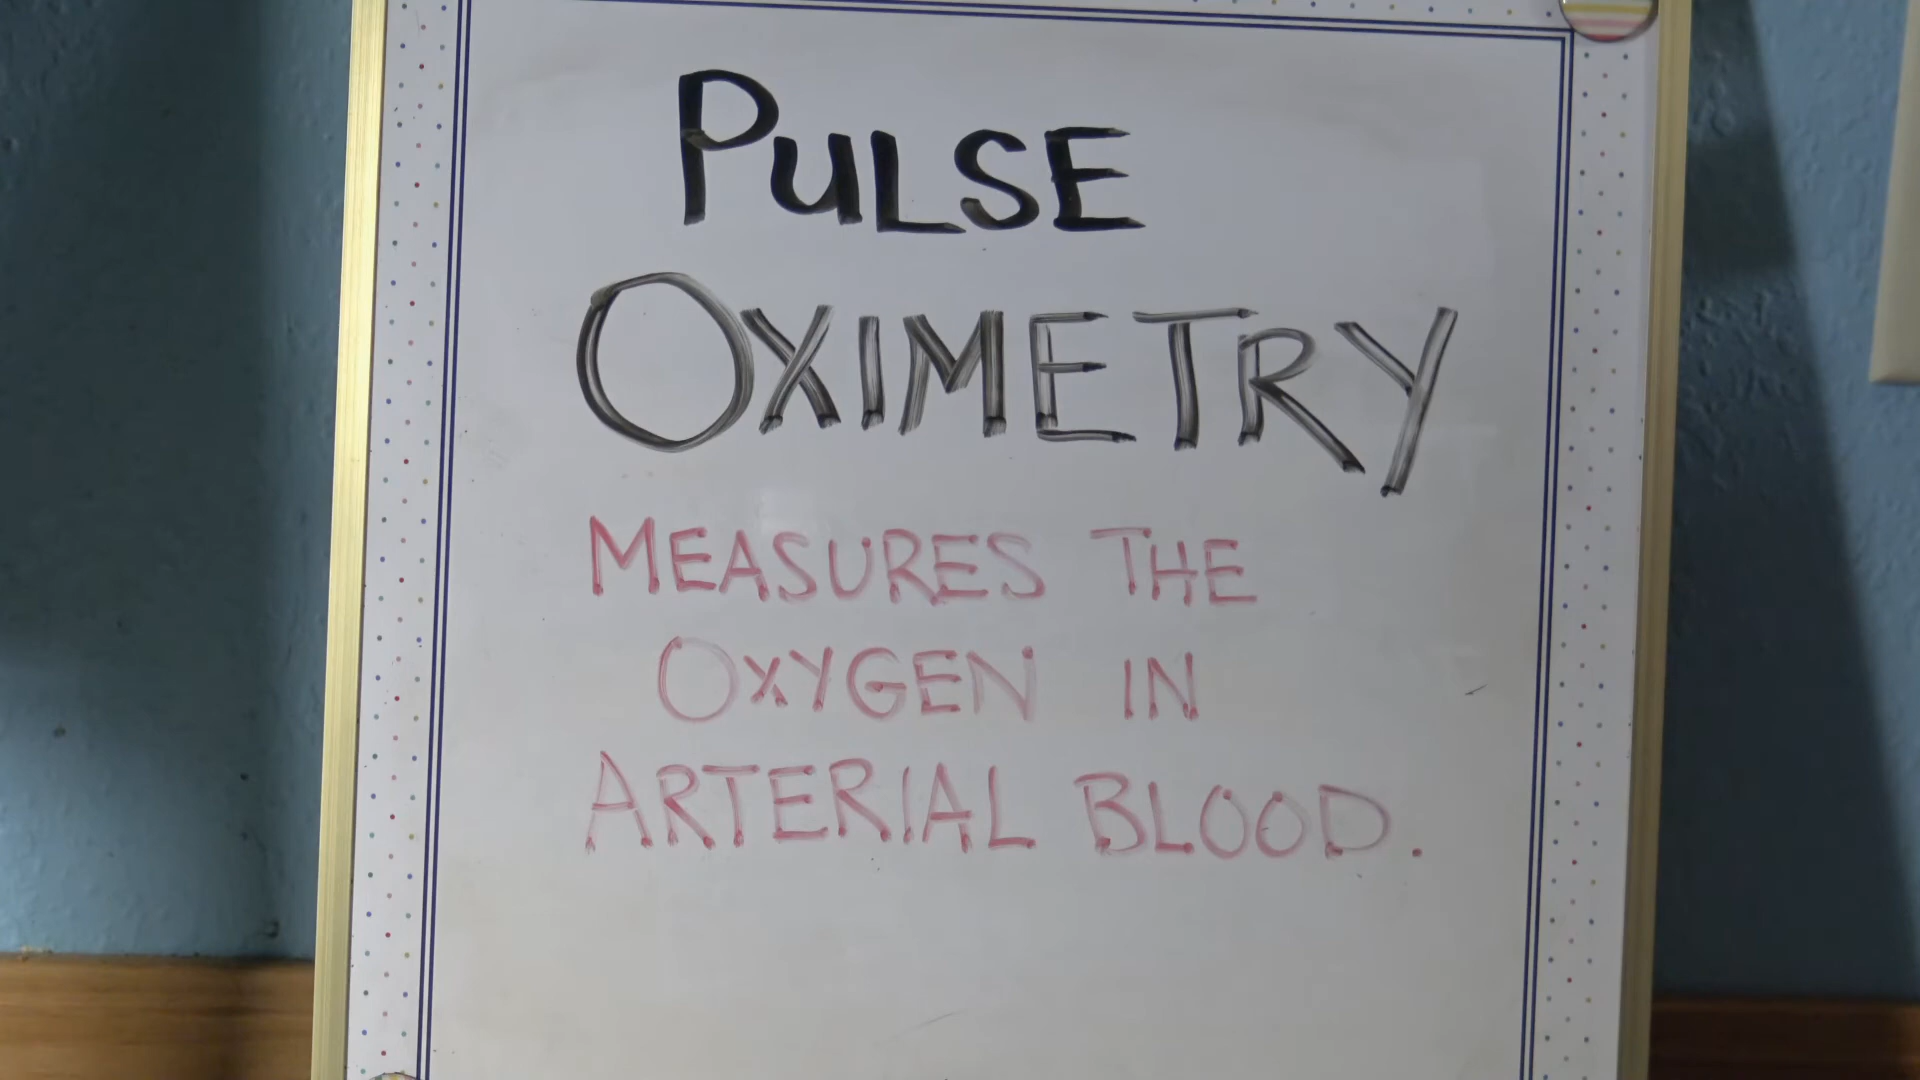 PULSE
OXIMETRY
MEASURES THE
OXYGEN IN
ARTERIAL BLOOD.